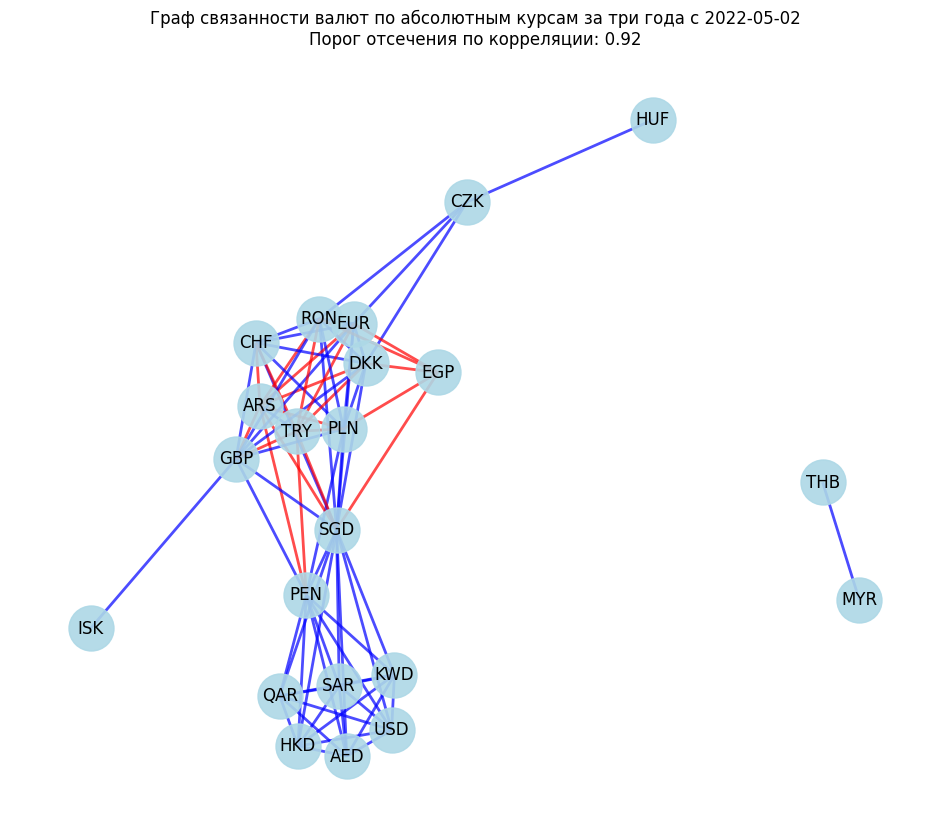 Граф связанности валют по абсолютным курсам за три года с 2022-05-02
Порог отсечения по корреляции: 0.92
HUF
CZK
RON
EUR
CHF
DKK
EGP
ARS
TRY
PLN
GBP
THB
SGD
PEN
MYR
ISK
KWD
SAR
QAR
USD
HKD
AED